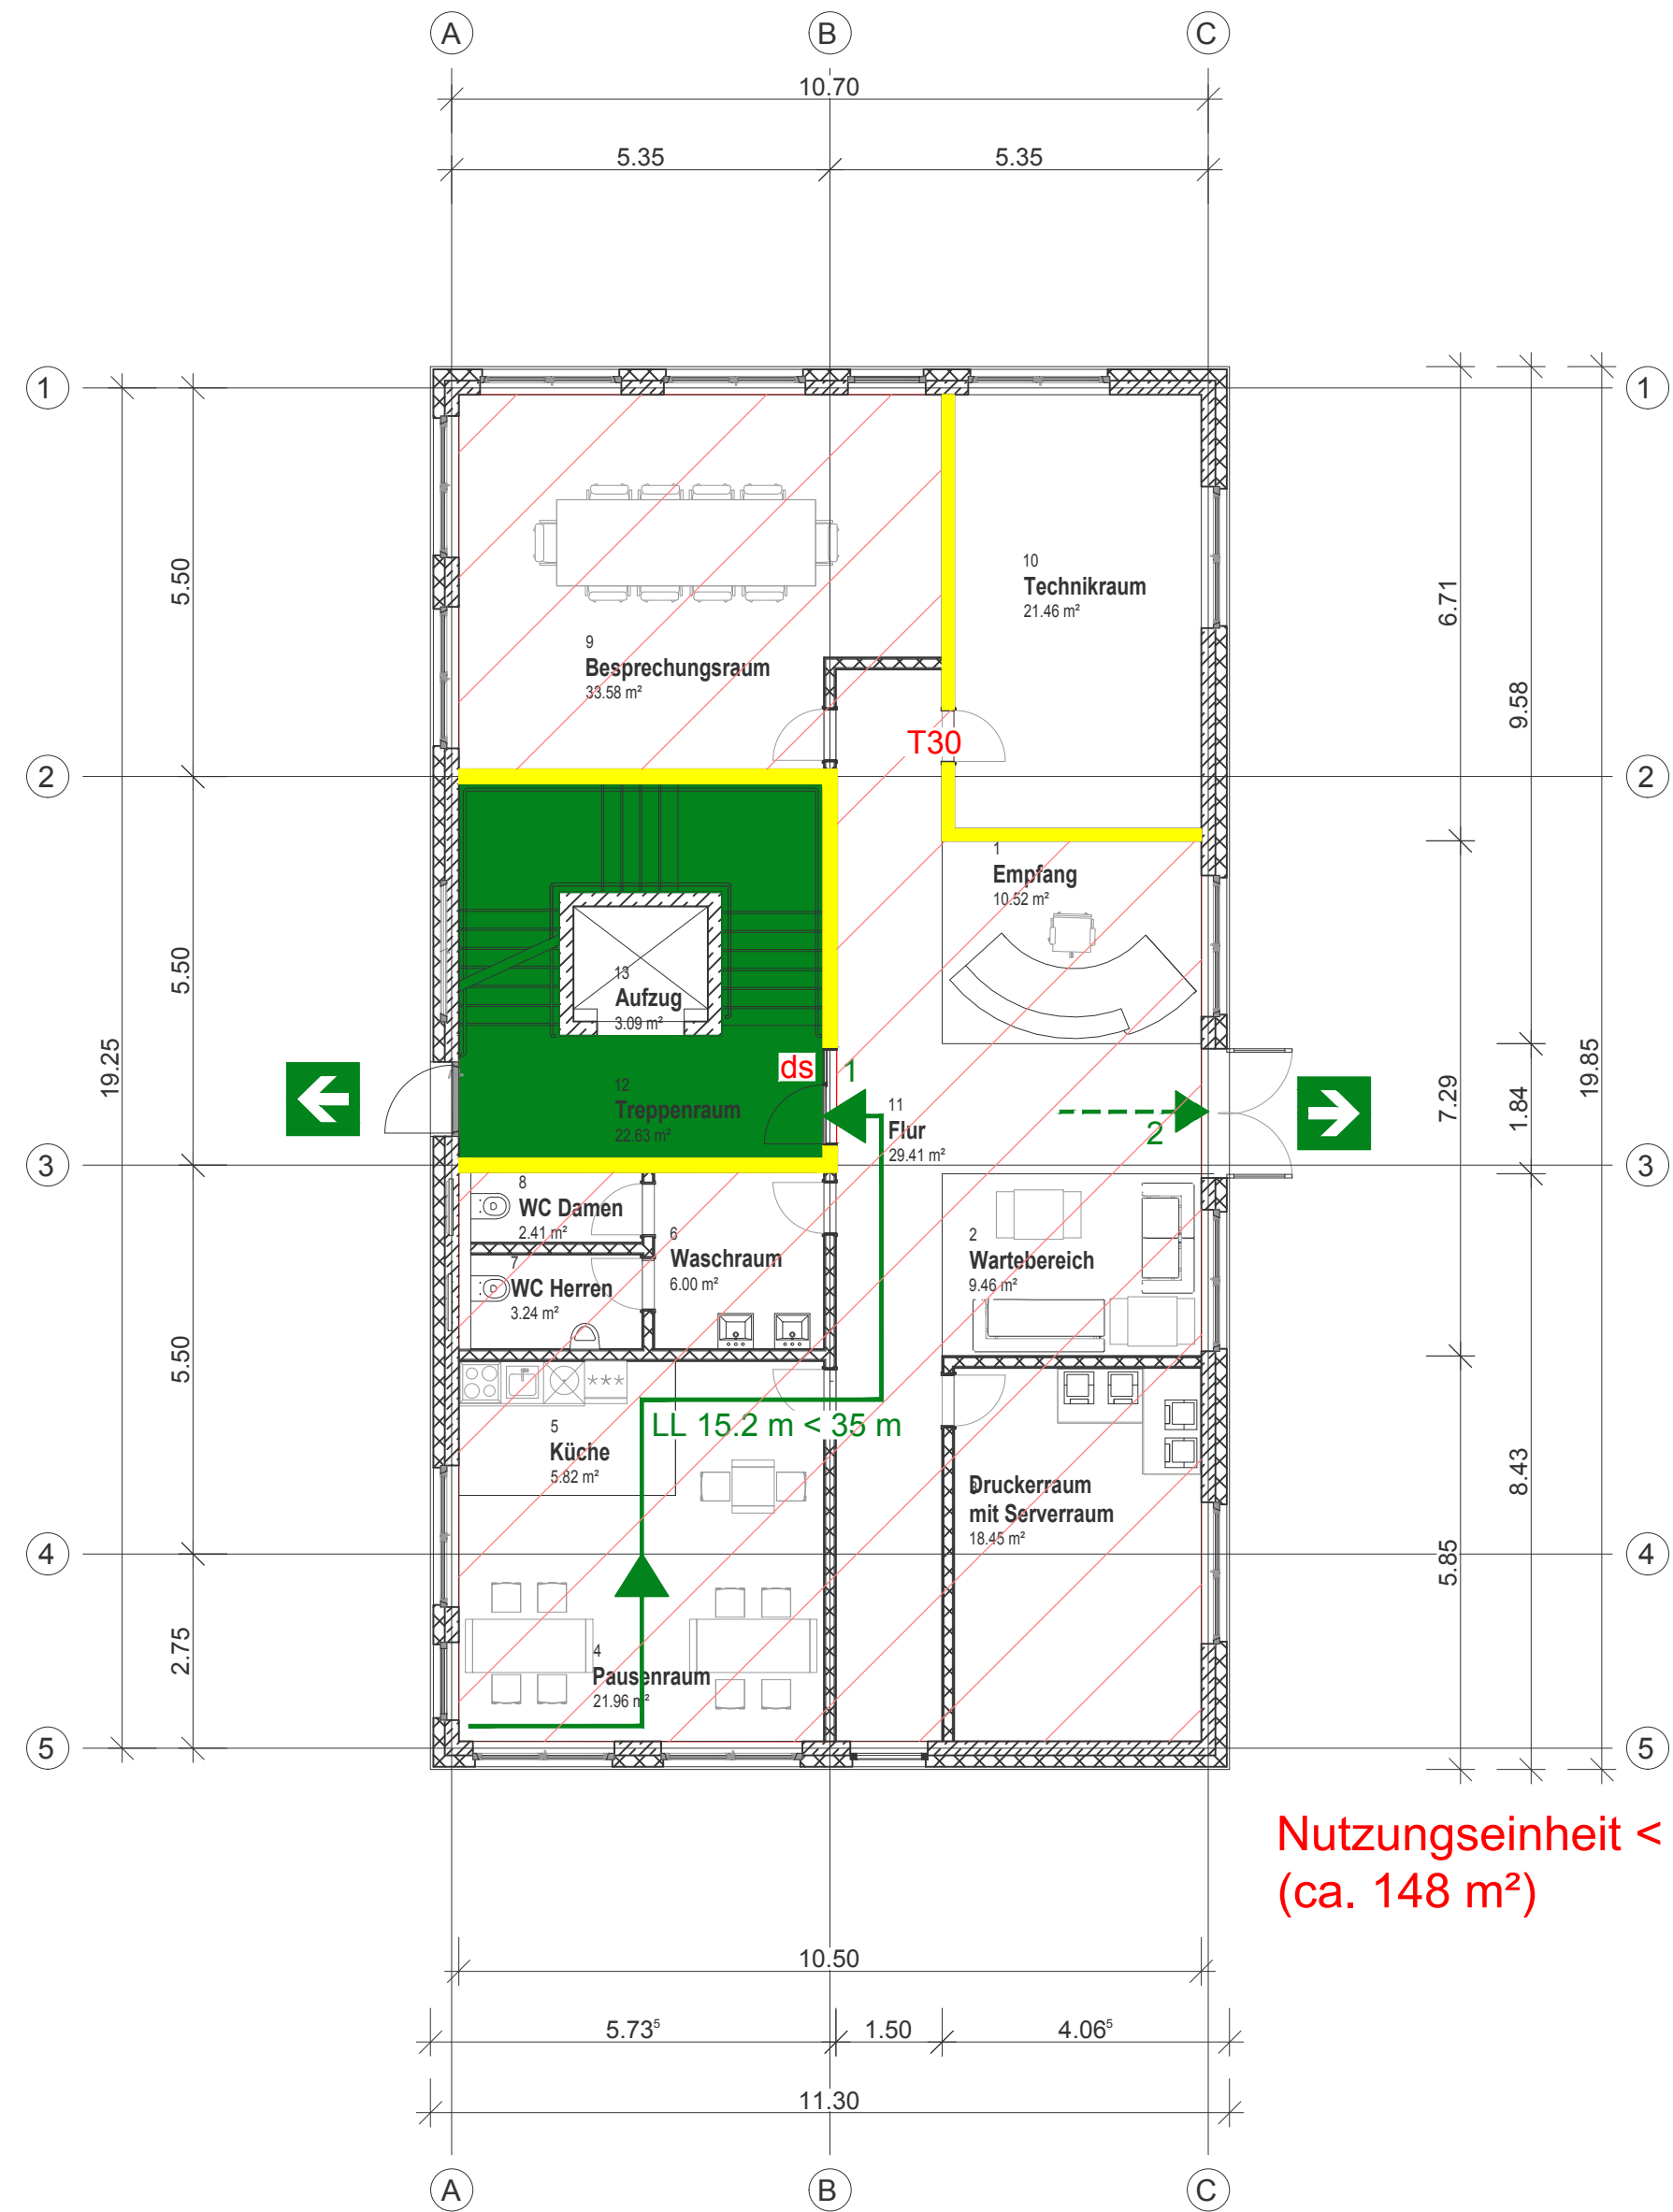 A
B
C
10.70
5.35
5.35
1
1
5.50
10
Technikraum
21.46 m²
6.71
9
Besprechungsraum
33.58 m²
9.58
T30
2
2
1
Empfang
10.52 m²
5.50
13
Aufzug
3.09 m²
19.25
19.85
ds
1
12
Treppenraum
22.63 m²
11
Flur
29.41 m²
2
7.29
1.84
3
3
8
WC Damen
2.41 m²
6
Waschraum
6.00 m²
2
Wartebereich
9.46 m²
7
WC Herren
3.24 m²
5.50
***
LL 15.2 m < 35 m
5
Küche
5.82 m²
Druckerraum
mit Serverraum
18.45 m²
8.43
4
4
5.85
2.75
4
Pausenraum
21.96 m²
5
5
Nutzungseinheit <
(ca. 148 m²)
10.50
5.73⁵
1.50
4.06⁵
11.30
A
B
C